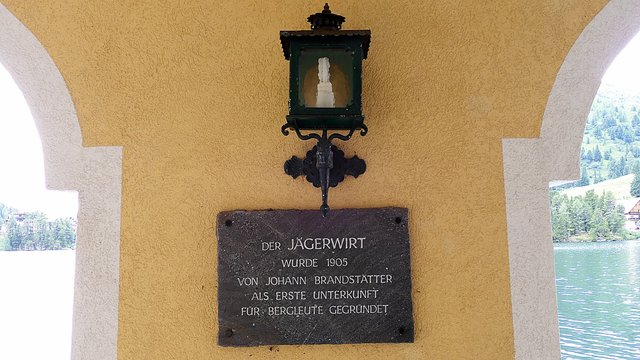 DER JÄGERWIRT
WURDE 1905
VON JOHANN BRANDSTÄTTER
ALS ERSTE UNTERKUNFT
FÜR BERGLEUTE GEGRÜNDET